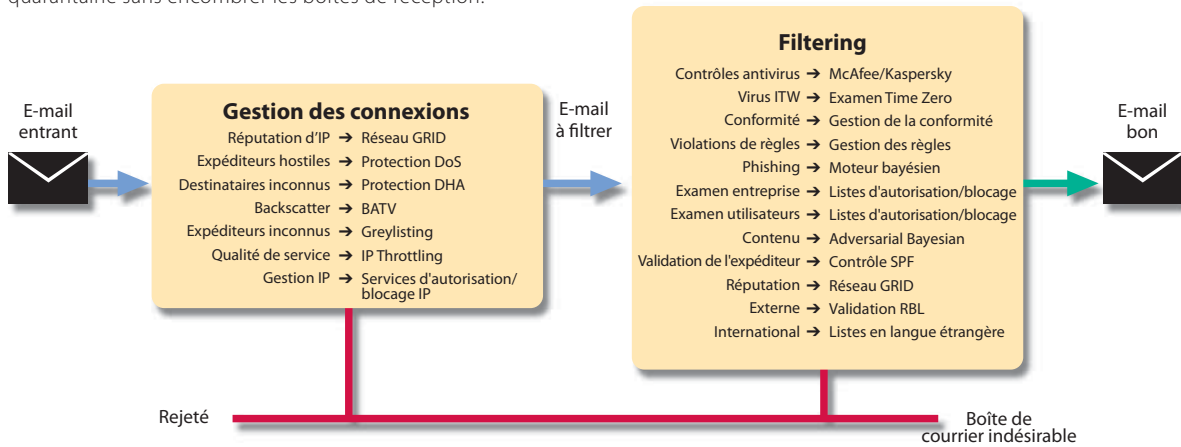 quarantaine sans encombrer les boîtes de réception.
E-mail
entrant
Gestion des connexions
Réputation d'IP ➔ Réseau GRID
Expéditeurs hostiles ➔ Protection DoS
Destinataires inconnus ➔ Protection DHA
Backscatter ➔ BATV
Expéditeurs inconnus ➔ Greylisting
Qualité de service ➔ IP Throttling
Gestion IP ➔ Services d'autorisation/
blocage IP
E-mail
à filtrer
Filtering
Contrôles antivirus ➔ McAfee/Kaspersky
Virus ITW ➔ Examen Time Zero
Conformité ➔ Gestion de la conformité
Violations de règles ➔ Gestion des règles
Phishing ➔ Moteur bayésien
Examen entreprise ➔ Listes d'autorisation/blocage
Examen utilisateurs ➔ Listes d'autorisation/blocage
Contenu ➔ Adversarial Bayesian
Validation de l'expéditeur ➔ Contrôle SPF
Réputation ➔ Réseau GRID
Externe ➔ Validation RBL
International ➔ Listes en langue étrangère
E-mail
bon
Rejeté
Boîte de
courrier indésirable